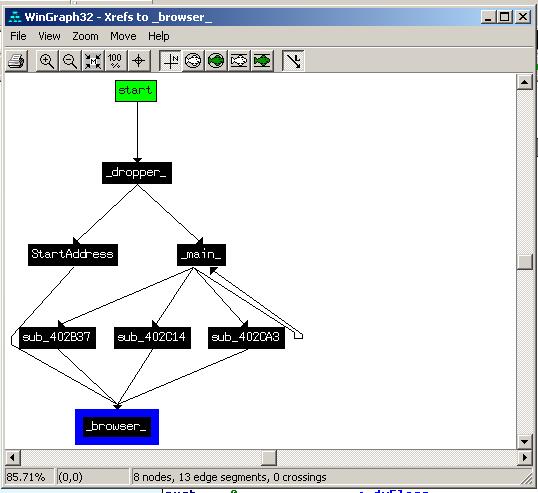 WinGraph32 - Xrefs to _browser_
File View Zoom Move Help
100 %
start
_dropper_
StartAddress _main_
sub_402B37 sub_402C14 sub_402CA3
_browser_
85.71% (0,0) 8 nodes, 13 edge segments, 0 crossings